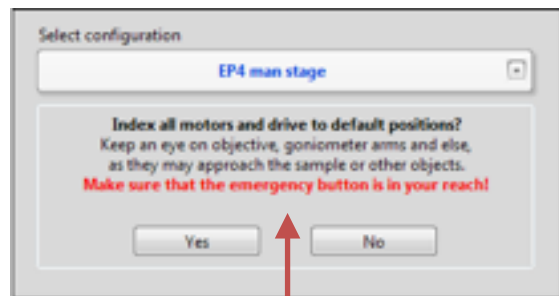 Select configuration
EP4 man stage
Index all motors and drive to default positions?
Keep an eye on objective, goniometer arms and else,
as they may approach the sample or other objects.
Make sure that the emergency button is in your reach!
Yes No